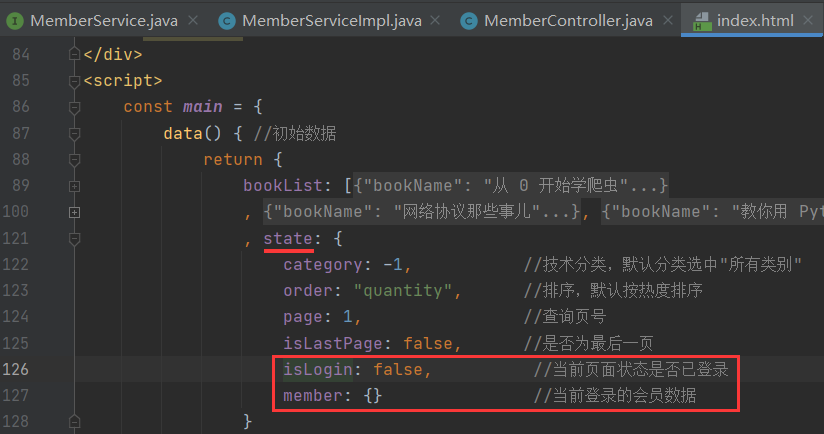 MemberService.java × MemberServiceImpl.java × MemberController.java × index.html ×
84 </div>
85 <script>
86 const main = {
87 data() { //初始数据
88 return {
89 bookList: [{"bookName": "从 0 开始学爬虫"...}
100 , {"bookName": "网络协议那些事儿"...}, {"bookName": "教你用 Pyt
121 , state: {
122 category: -1, //技术分类，默认分类选中"所有类别"
123 order: "quantity", //排序，默认按热度排序
124 page: 1, //查询页号
125 isLastPage: false, //是否为最后一页
126 isLogin: false, //当前页面状态是否已登录
127 member: {} //当前登录的会员数据
128 }